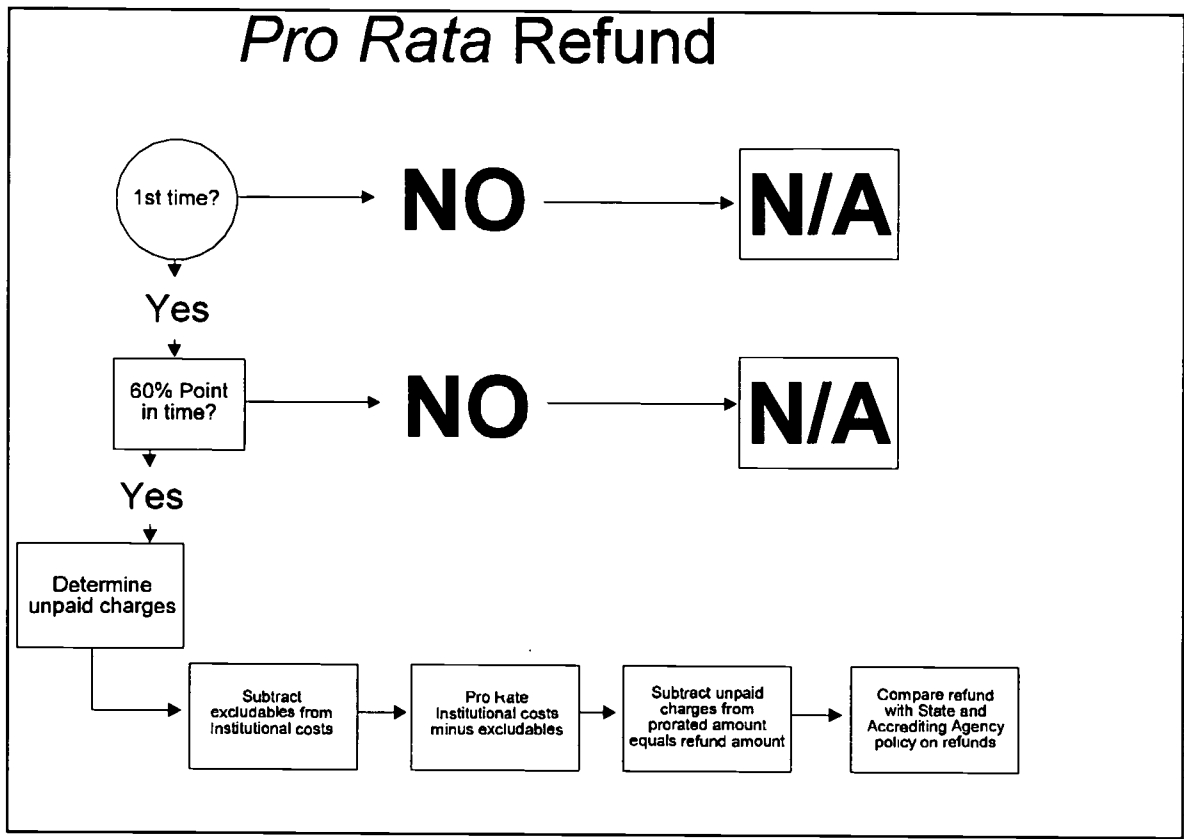 Pro Rata Refund
1st time?
NO
N/A
Yes
60% Point
in time?
NO
N/A
Yes
Determine
unpaid charges
Subtract
excludables from
Institutional costs
Pro Rate
Institutional costs
minus excludables
Subtract unpaid
charges from
prorated amount
equals refund amount
Compare refund
with State and
Accrediting Agency
policy on refunds